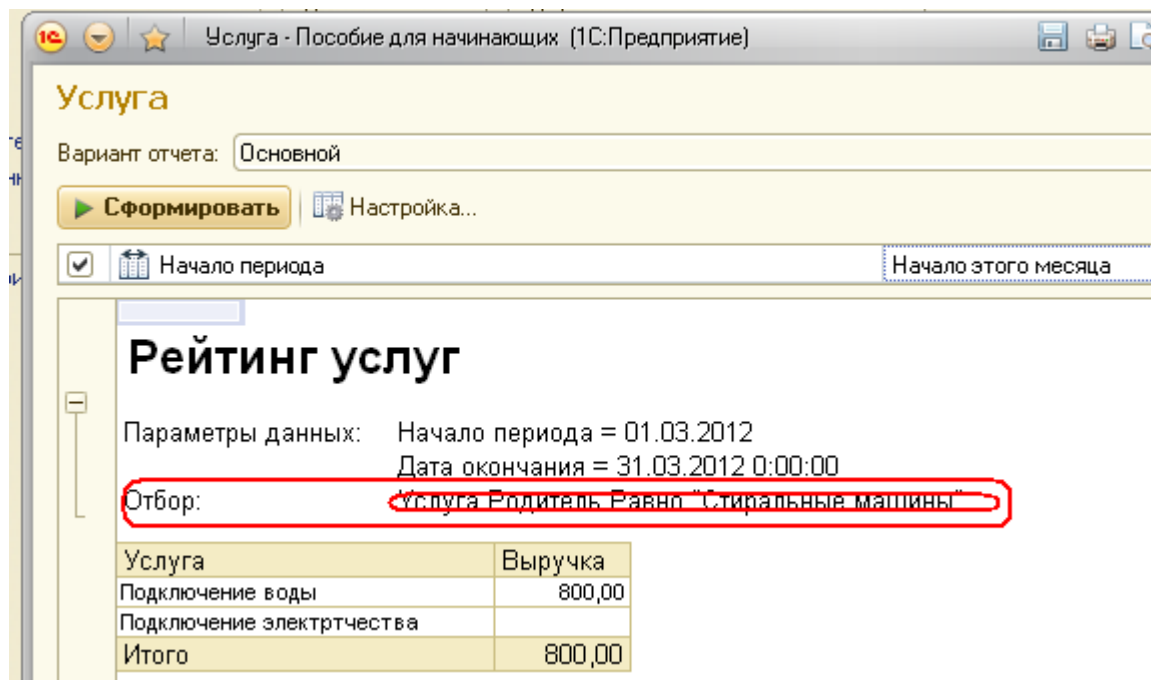 1С Услуга - Пособие для начинающих (1С:Предприятие)
Услуга
Вариант отчета: Основной
Сформировать Настройка...
Начало периода Начало этого месяца
Рейтинг услуг
Параметры данных: Начало периода = 01.03.2012
Дата окончания = 31.03.2012 0:00:00
Отбор: Услуга.Родитель Равно "Стиральные машины"
Услуга Выручка
Подключение воды 800,00
Подключение электртчества
Итого 800,00